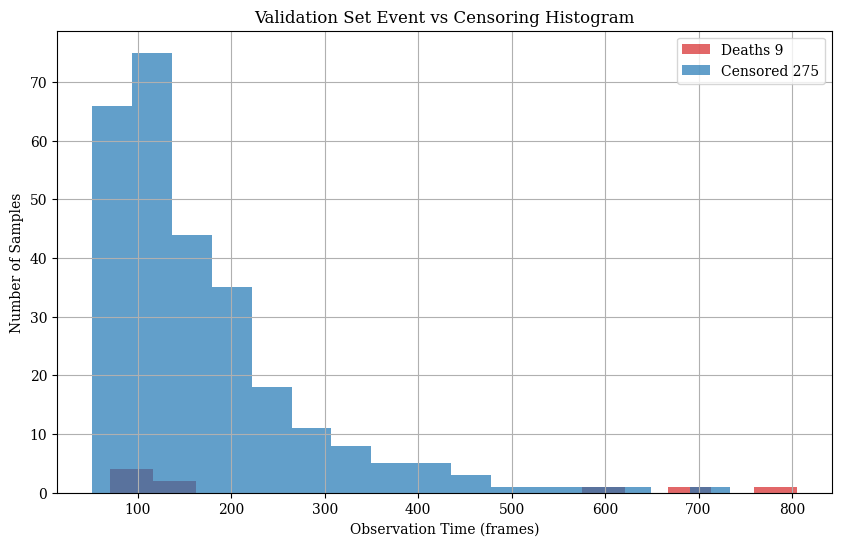 Validation Set Event vs Censoring Histogram
Deaths 9
Censored 275
Number of Samples
70
60
50
40
30
20
10
0
100 200 300 400 500 600 700 800
Observation Time (frames)